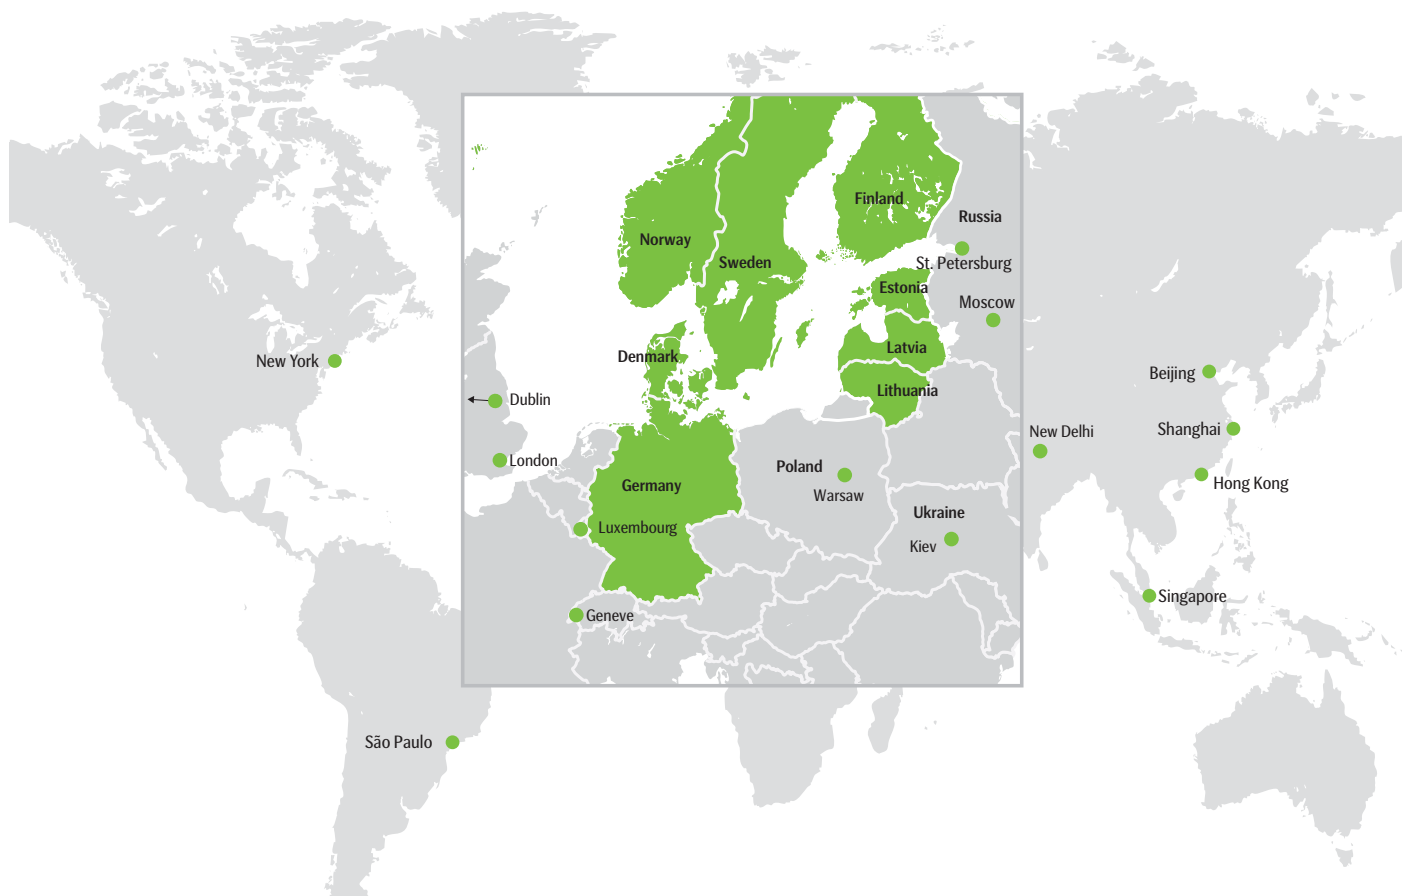 Finland
Russia
Norway
Sweden
St. Petersburg
Estonia
Moscow
Denmark
Latvia
New York
Beijing
Lithuania
Dublin
New Delhi
Shanghai
London
Poland
Germany
Hong Kong
Warsaw
Ukraine
Luxembourg
Kiev
Singapore
Geneve
São Paulo